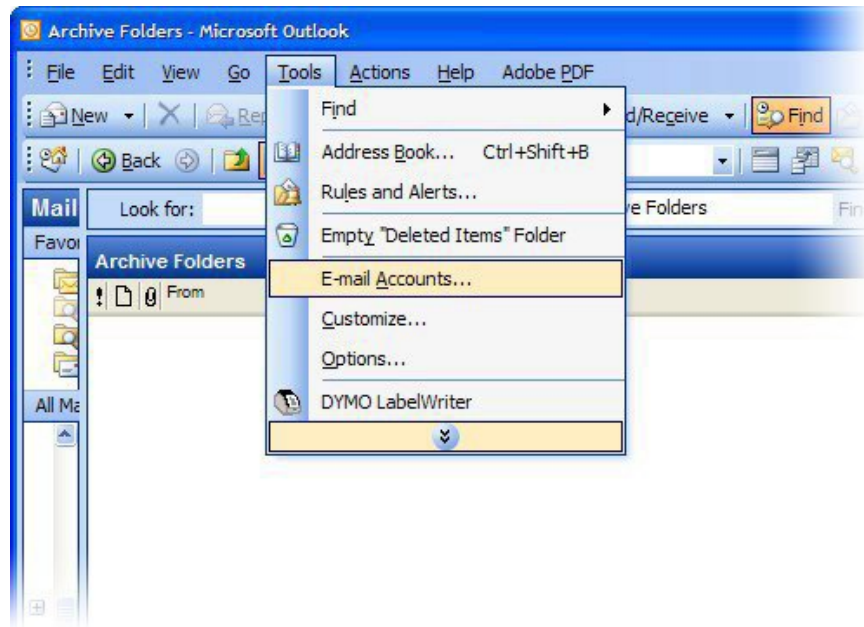 Archive Folders - Microsoft Outlook
File Edit View Go Tools Actions Help Adobe PDF
New Find d/Receive Find
Back
Mail Look for: e Folders
Find
Address Book... Ctrl+Shift+B
Rules and Alerts...
Empty "Deleted Items" Folder
E-mail Accounts...
Customize...
Options...
DYMO LabelWriter
Archive Folders
From